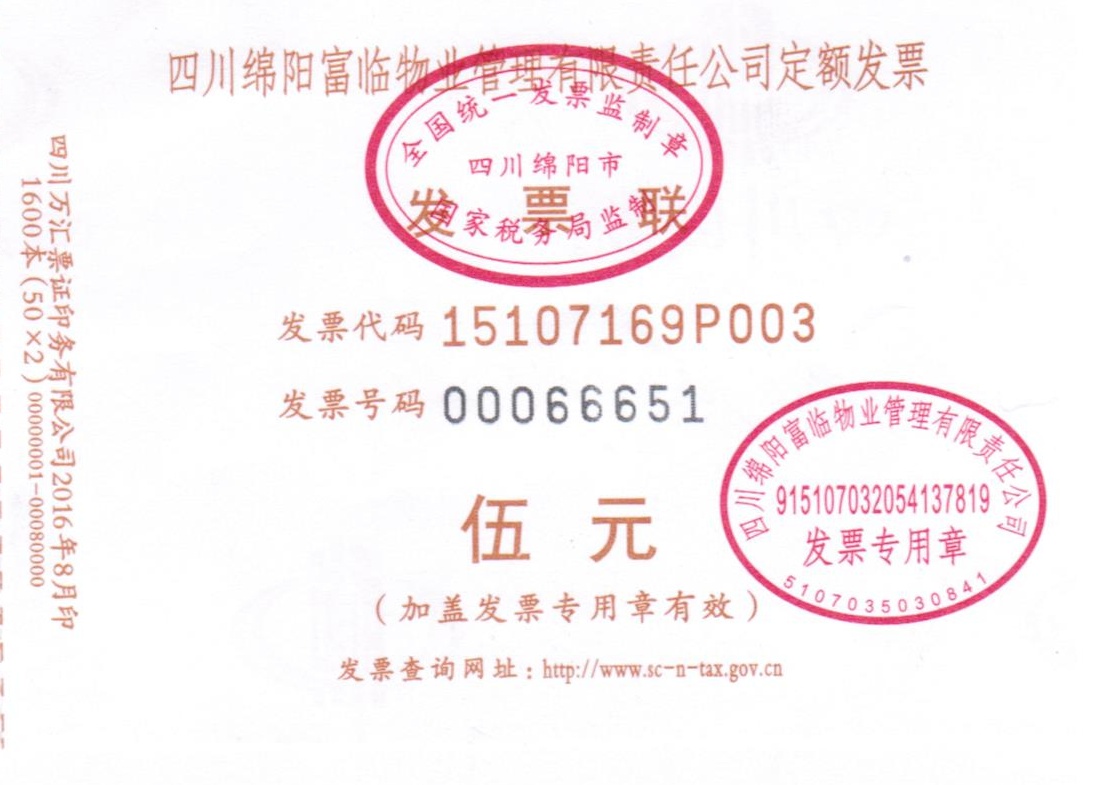 四川绵阳富临物业管理有限责任公司定额发票
全国统一发票监制章
四川绵阳市
国家税务局监制
发票联
发票代码 15107169P003
发票号码 00066651
伍元
(加盖发票专用章有效)
发票查询网址:http://www.sc-n-tax.gov.cn
四川绵阳富临物业管理有限责任公司
915107032054137819
发票专用章
5107035030841
四川万汇票证印务有限公司2016年8月印
1600本(50×2)00000001-00080000